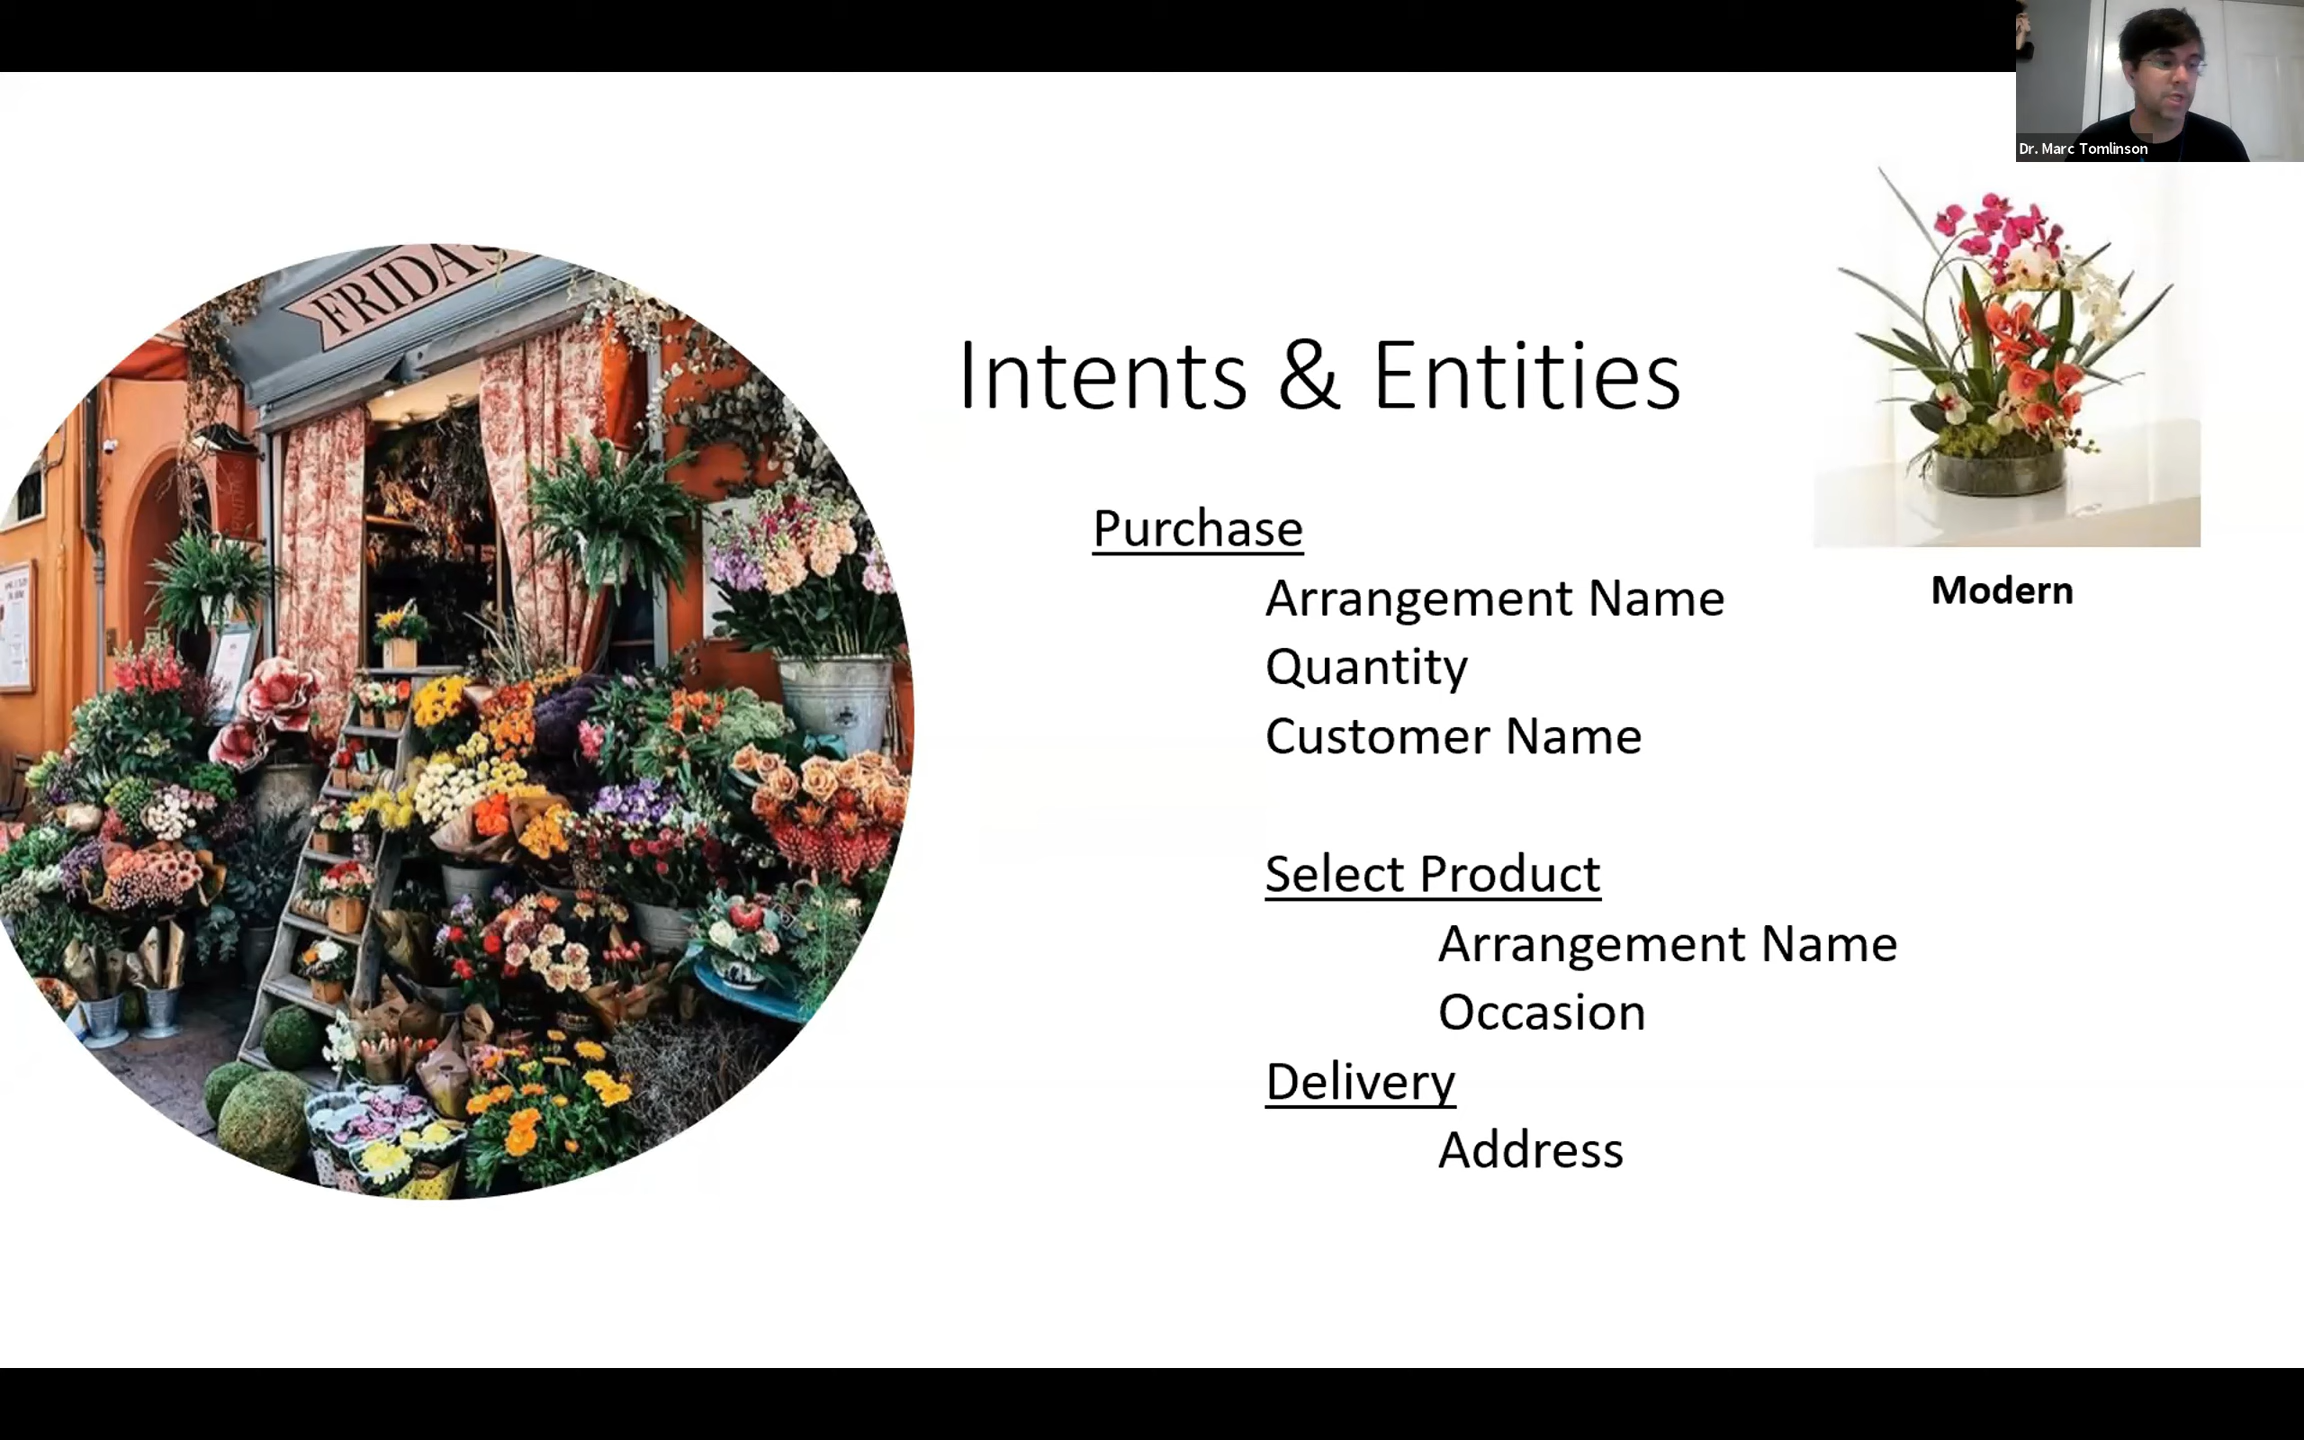 Dr. Marc Tomlinson
FRIDA'S
Intents & Entities
Modern
Purchase
Arrangement Name
Quantity
Customer Name
Select Product
Arrangement Name
Occasion
Delivery
Address